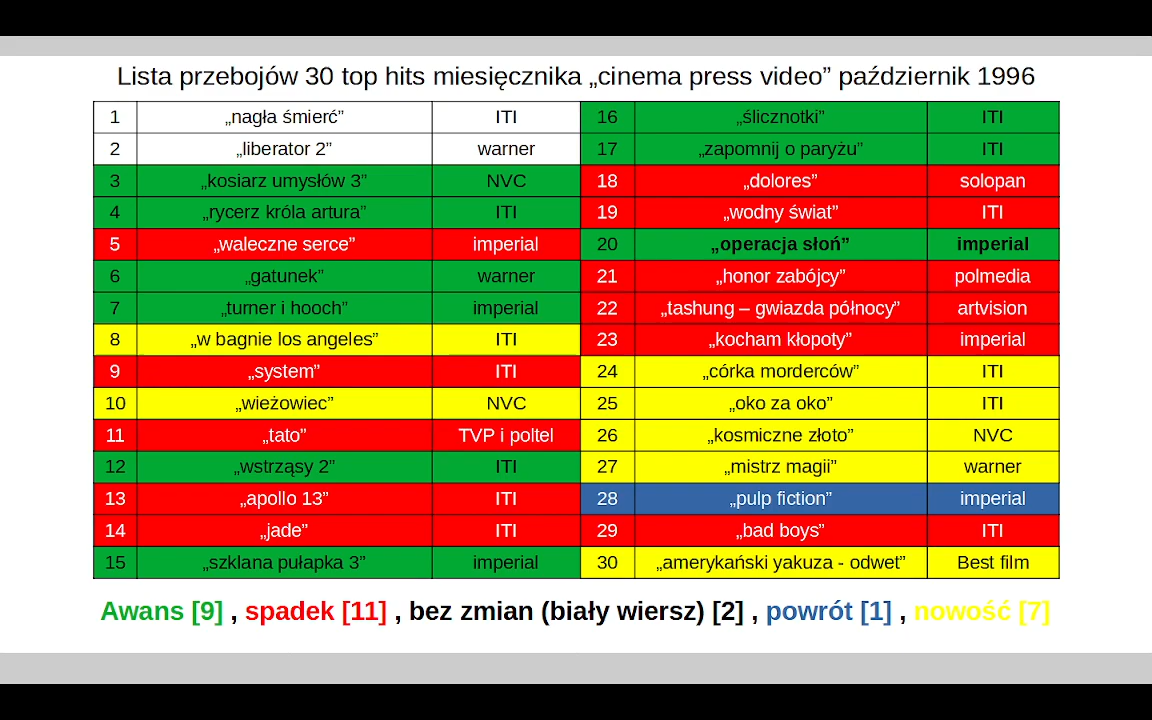 Lista przebojów 30 top hits miesięcznika „cinema press video” październik 1996
1 „nagła śmierć” ITI
2 „liberator 2” warner
3 „kosiarz umysłów 3” NVC
4 „rycerz króla artura” ITI
5 „waleczne serce” imperial
6 „gatunek” warner
7 „turner i hooch” imperial
8 „w bagnie los angeles” ITI
9 „system” ITI
10 „wieżowiec” NVC
11 „tato” TVP i poltel
12 „wstrząsy 2” ITI
13 „apollo 13” ITI
14 „jade” ITI
15 „szklana pułapka 3” imperial
16 „ślicznotki” ITI
17 „zapomnij o paryżu” ITI
18 „dolores” solopan
19 „wodny świat” ITI
20 „operacja słoń” imperial
21 „honor zabójcy” polmedia
22 „tashung – gwiazda północy” artvision
23 „kocham kłopoty” imperial
24 „córka morderców” ITI
25 „oko za oko” ITI
26 „kosmiczne złoto” NVC
27 „mistrz magii” warner
28 „pulp fiction” imperial
29 „bad boys” ITI
30 „amerykański yakuza - odwet” Best film
Awans [9] , spadek [11] , bez zmian (biały wiersz) [2] , powrót [1] , nowość [7]